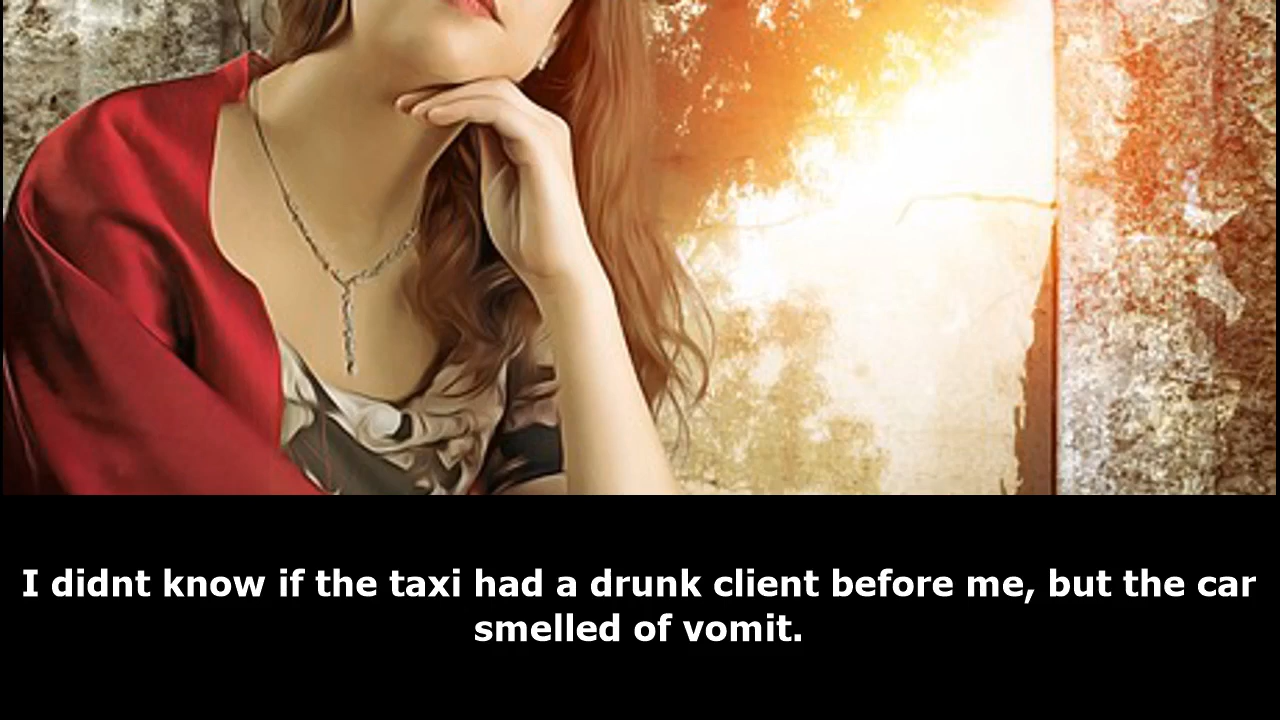 I didnt know if the taxi had a drunk client before me, but the car
smelled of vomit.